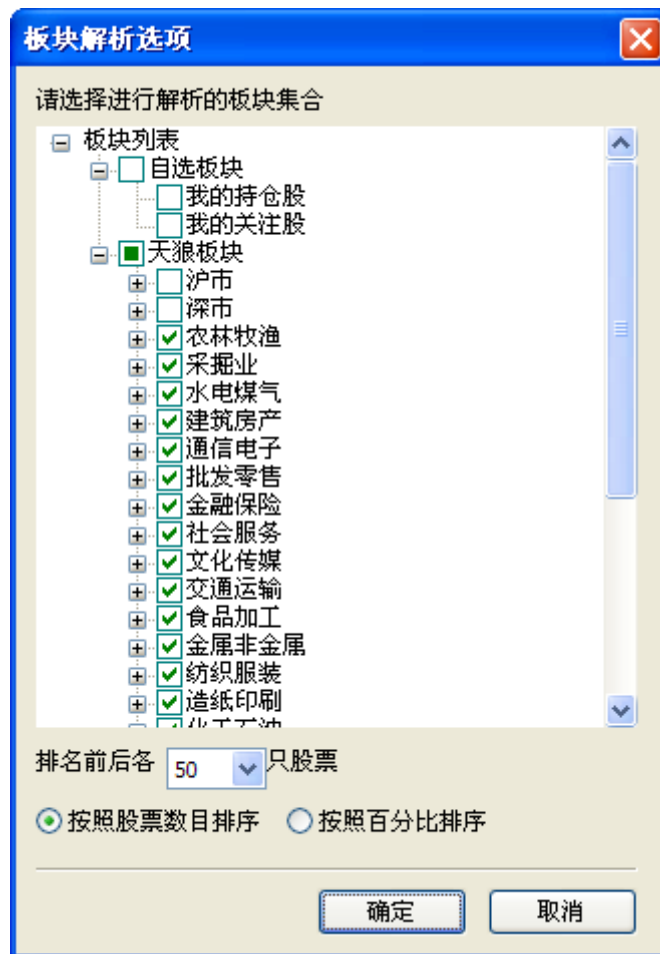 板块解析选项
请选择进行解析的板块集合
板块列表
自选板块
我的持仓股
我的关注股
天狼板块
沪市
深市
农林牧渔
采掘业
水电煤气
建筑房产
通信电子
批发零售
金融保险
社会服务
文化传媒
交通运输
食品加工
金属非金属
纺织服装
造纸印刷
化工石油
排名前后各 50 只股票
按照股票数目排序 按照百分比排序
确定 取消